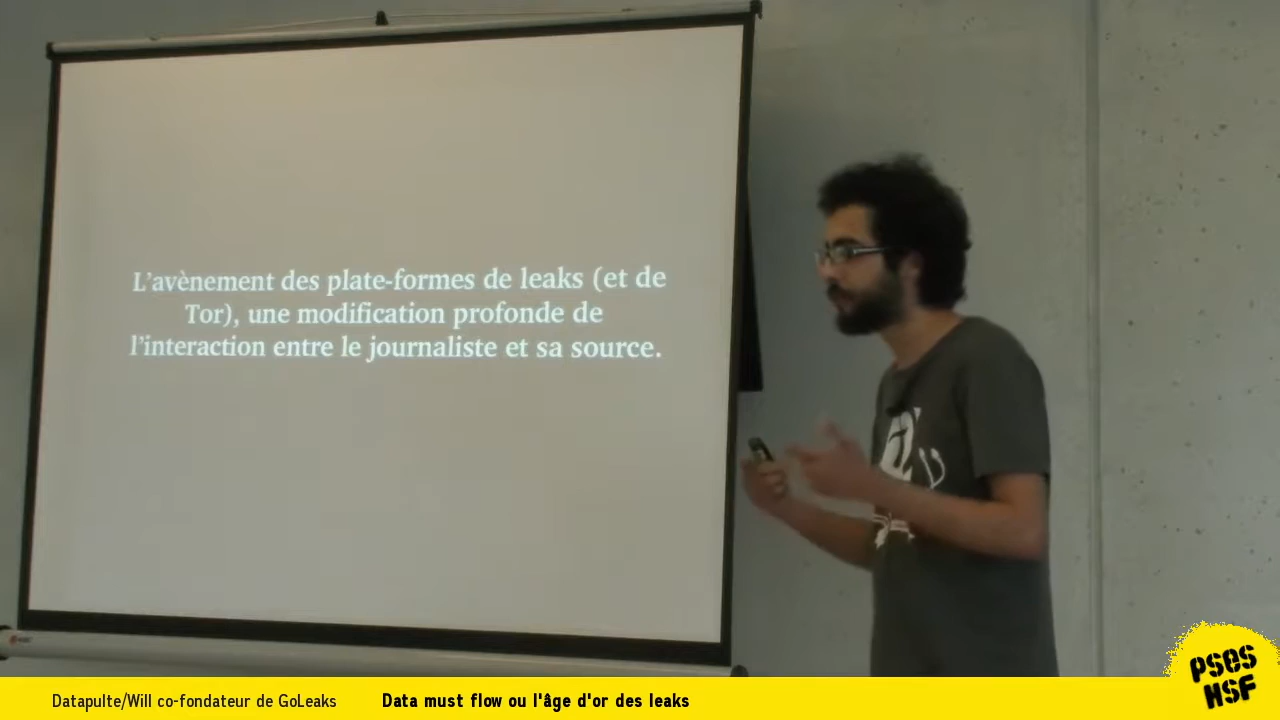 L'avènement des plate-formes de leaks (et de
Tor), une modification profonde de
l'interaction entre le journaliste et sa source.
Datapulte/Will co-fondateur de GoLeaks
Data must flow ou l'âge d'or des leaks
PSES
HSF